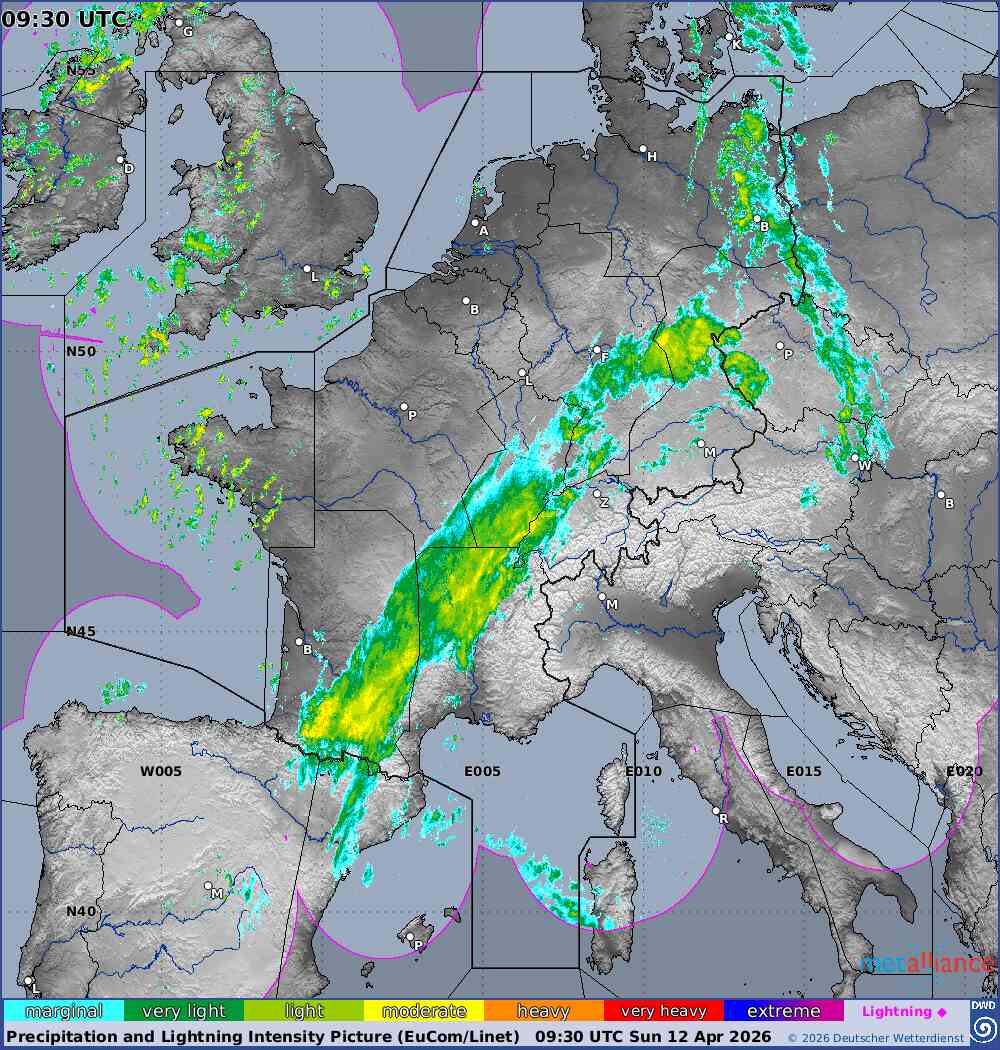 09:30 UTC
G
K
N55
D
H
A
B
L
B
N50
F
P
L
P
M
W
Z
B
M
N45
B
W005
E005
E010
E015
E020
R
M
N40
P
L
metalliance
marginal very light light moderate heavy very heavy extreme Lightning ◆
DWD
Precipitation and Lightning Intensity Picture (EuCom/Linet) 09:30 UTC Sun 12 Apr 2026 © 2026 Deutscher Wetterdienst